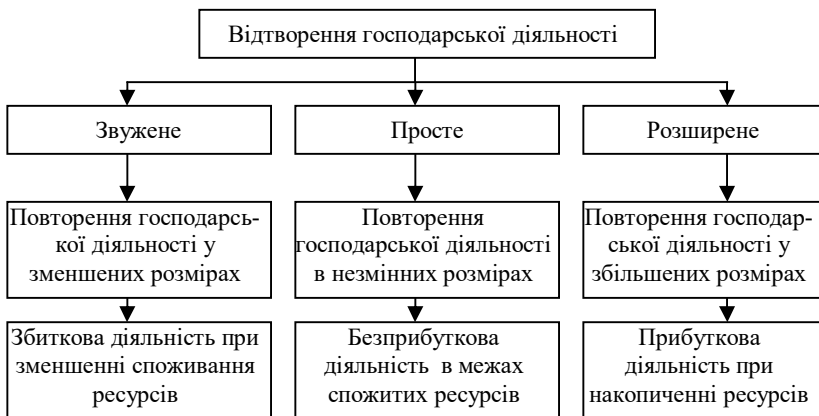 Відтворення господарської діяльності
Звужене
Просте
Розширене
Повторення господарсь-
кої діяльності у
зменшених розмірах
Повторення
господарської діяльності
в незмінних розмірах
Повторення господар-
ської діяльності у
збільшених розмірах
Збиткова діяльність при
зменшенні споживання
ресурсів
Безприбуткова
діяльність в межах
спожитих ресурсів
Прибуткова
діяльність при
накопиченні ресурсів